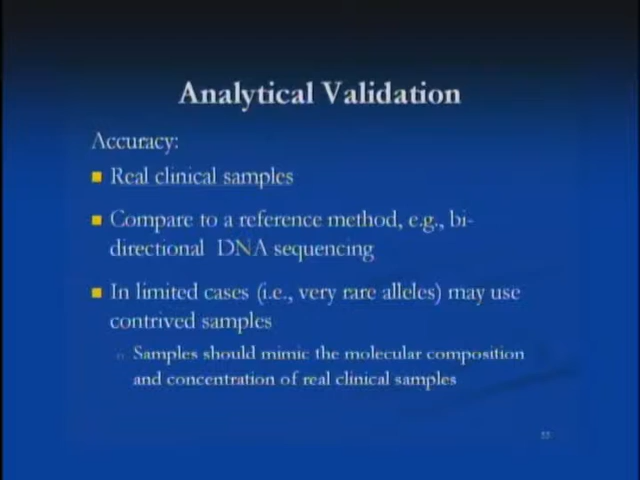 Analytical Validation
Accuracy:
Real clinical samples
Compare to a reference method, e.g., bi-
directional DNA sequencing
In limited cases (i.e., very rare alleles) may use
contrived samples
Samples should mimic the molecular composition
and concentration of real clinical samples